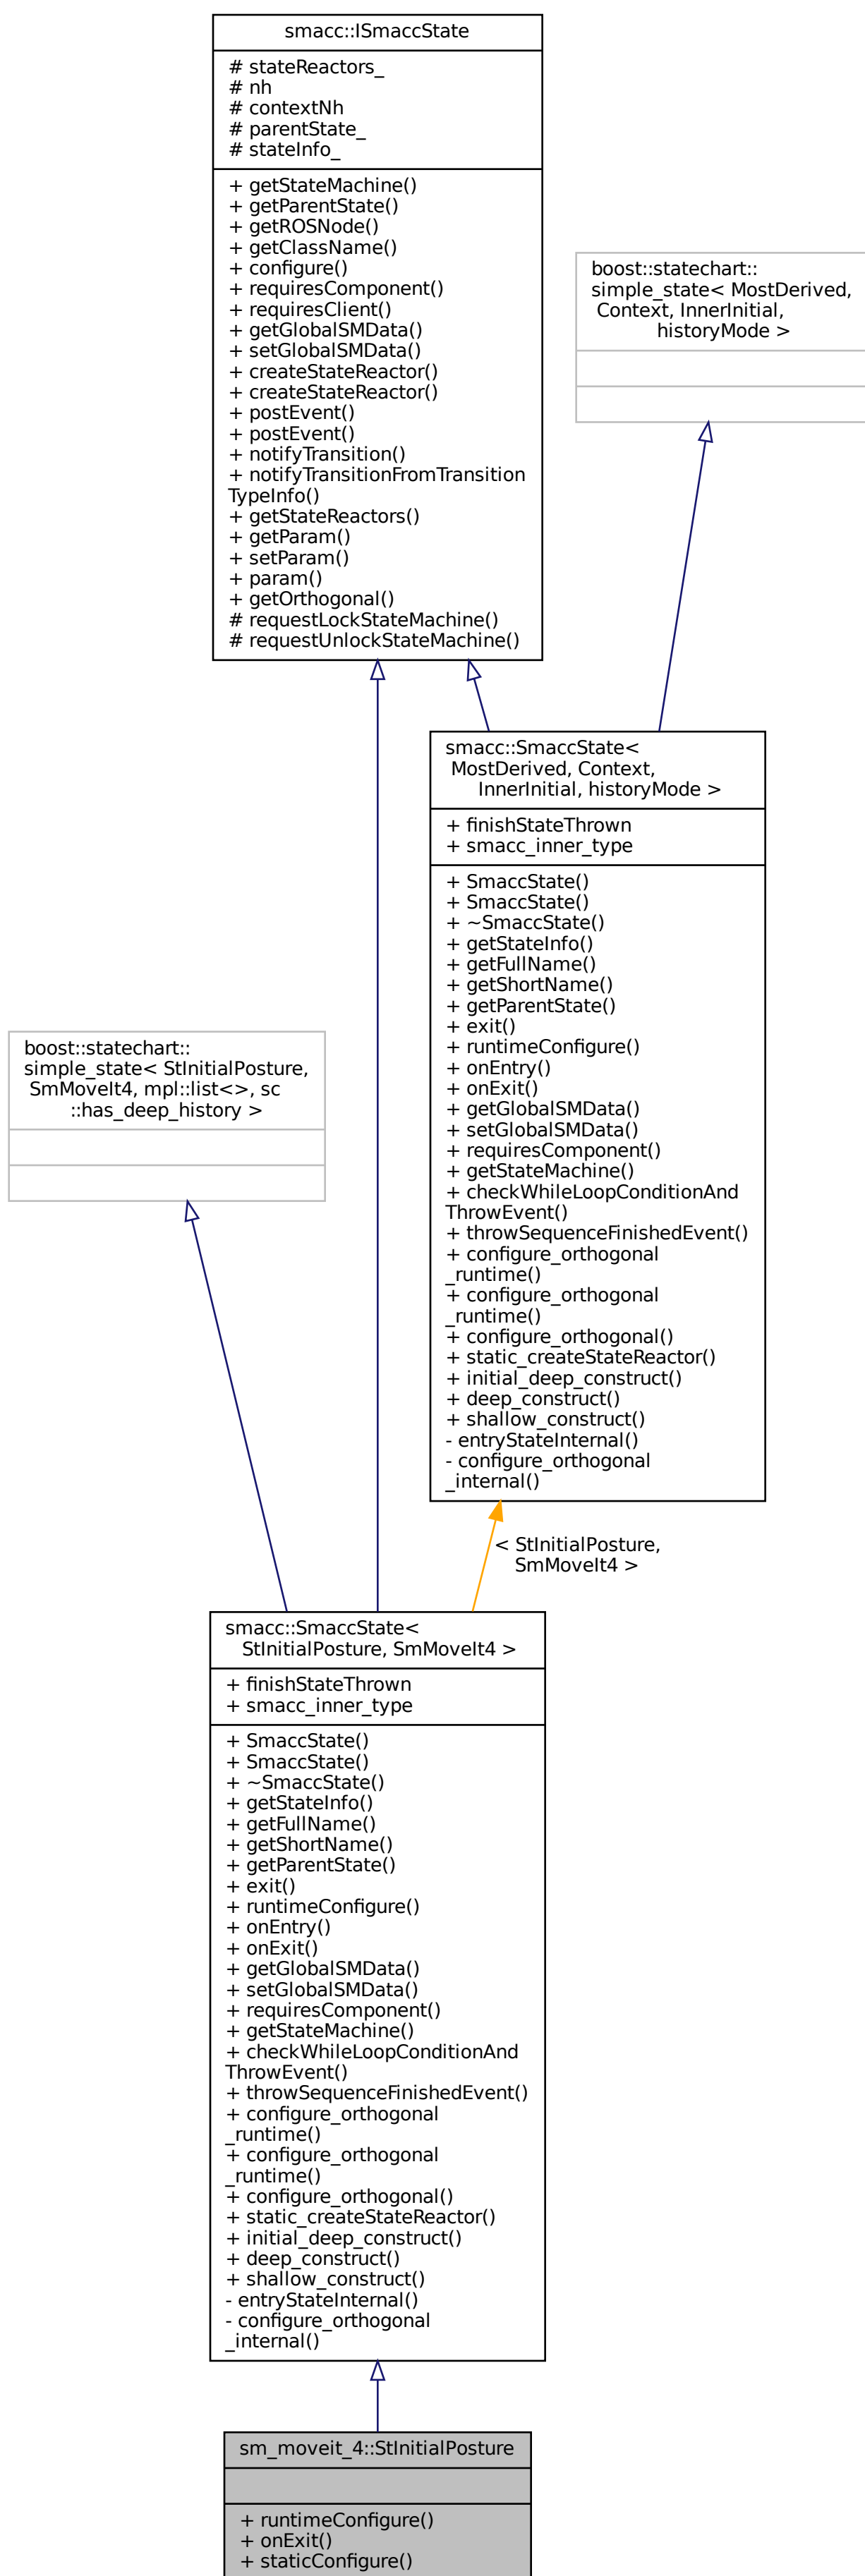 smacc::ISmaccState
# stateReactors_
# nh
# contextNh
# parentState_
# stateInfo_
+ getStateMachine()
+ getParentState()
+ getROSNode()
+ getClassName()
+ configure()
+ requiresComponent()
+ requiresClient()
+ getGlobalSMData()
+ setGlobalSMData()
+ createStateReactor()
+ createStateReactor()
+ postEvent()
+ postEvent()
+ notifyTransition()
+ notifyTransitionFromTransition
TypeInfo()
+ getStateReactors()
+ getParam()
+ setParam()
+ param()
+ getOrthogonal()
# requestLockStateMachine()
# requestUnlockStateMachine()
boost::statechart::
simple_state< MostDerived,
Context, InnerInitial,
historyMode >
smacc::SmaccState<
MostDerived, Context,
InnerInitial, historyMode >
+ finishStateThrown
+ smacc_inner_type
+ SmaccState()
+ SmaccState()
+ ~SmaccState()
+ getStateInfo()
+ getFullName()
+ getShortName()
+ getParentState()
+ exit()
+ runtimeConfigure()
+ onEntry()
+ onExit()
+ getGlobalSMData()
+ setGlobalSMData()
+ requiresComponent()
+ getStateMachine()
+ checkWhileLoopConditionAnd
ThrowEvent()
+ throwSequenceFinishedEvent()
+ configure_orthogonal
_runtime()
+ configure_orthogonal
_runtime()
+ configure_orthogonal()
+ static_createStateReactor()
+ initial_deep_construct()
+ deep_construct()
+ shallow_construct()
- entryStateInternal()
- configure_orthogonal
_internal()
boost::statechart::
simple_state< StInitialPosture,
SmMoveIt4, mpl::list<>, sc
::has_deep_history >
< StInitialPosture,
SmMoveIt4 >
smacc::SmaccState<
StInitialPosture, SmMoveIt4 >
+ finishStateThrown
+ smacc_inner_type
+ SmaccState()
+ SmaccState()
+ ~SmaccState()
+ getStateInfo()
+ getFullName()
+ getShortName()
+ getParentState()
+ exit()
+ runtimeConfigure()
+ onEntry()
+ onExit()
+ getGlobalSMData()
+ setGlobalSMData()
+ requiresComponent()
+ getStateMachine()
+ checkWhileLoopConditionAnd
ThrowEvent()
+ throwSequenceFinishedEvent()
+ configure_orthogonal
_runtime()
+ configure_orthogonal
_runtime()
+ configure_orthogonal()
+ static_createStateReactor()
+ initial_deep_construct()
+ deep_construct()
+ shallow_construct()
- entryStateInternal()
- configure_orthogonal
_internal()
sm_moveit_4::StInitialPosture
+ runtimeConfigure()
+ onExit()
+ staticConfigure()